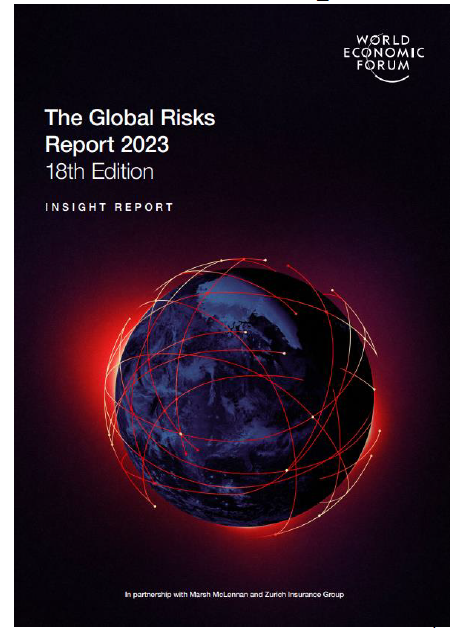 WORLD
ECONOMIC
FORUM
The Global Risks
Report 2023
18th Edition
INSIGHT REPORT
In partnership with Marsh McLennan and Zurich Insurance Group